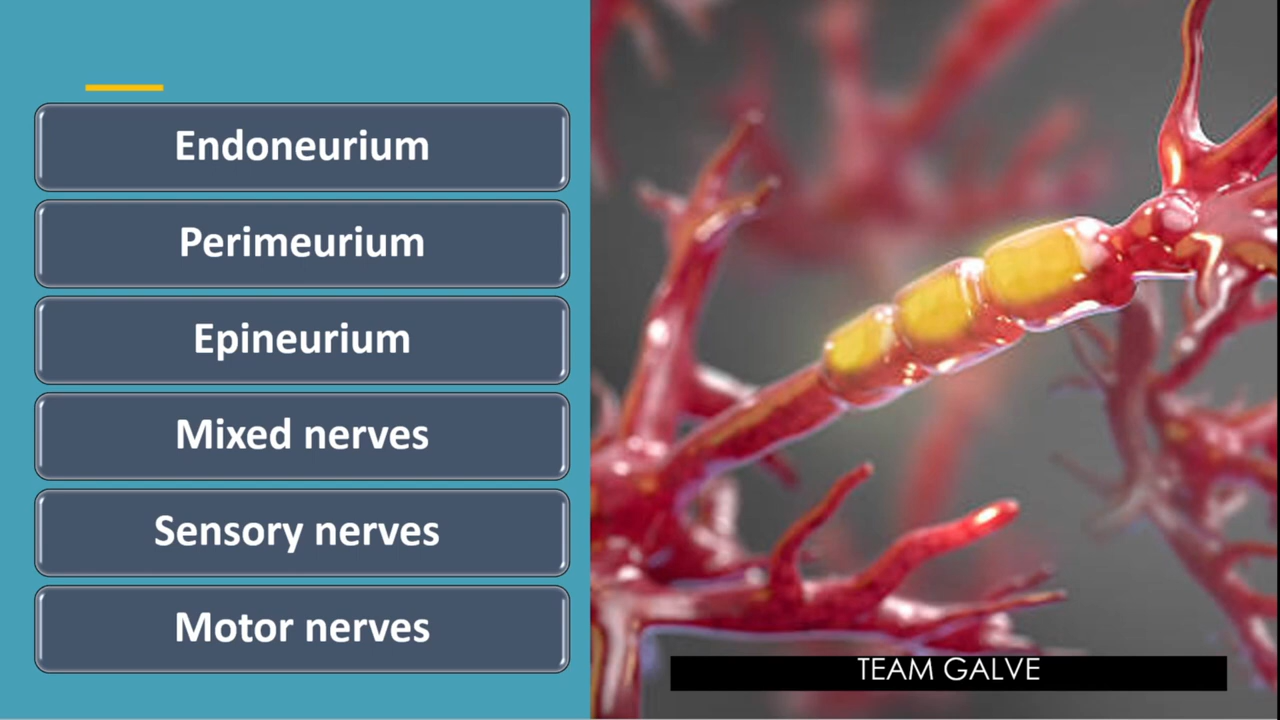 Endoneurium
Perimeurium
Epineurium
Mixed nerves
Sensory nerves
Motor nerves
TEAM GALVE